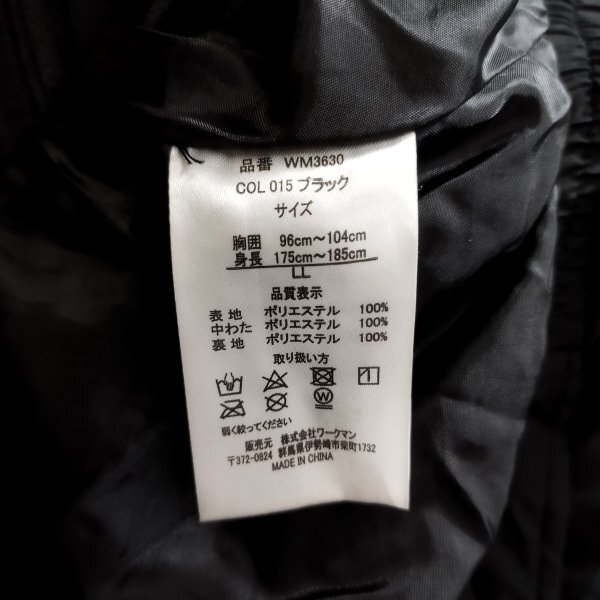 品番 WM3630
COL 015 ブラック
サイズ
胸囲 96cm～104cm
身長 175cm～185cm
LL
品質表示
表地 ポリエステル 100%
中わた ポリエステル 100%
裏地 ポリエステル 100%
取り扱い方
弱く絞ってください
販売元 株式会社ワークマン
〒372-0824 群馬県伊勢崎市柴町1732
MADE IN CHINA